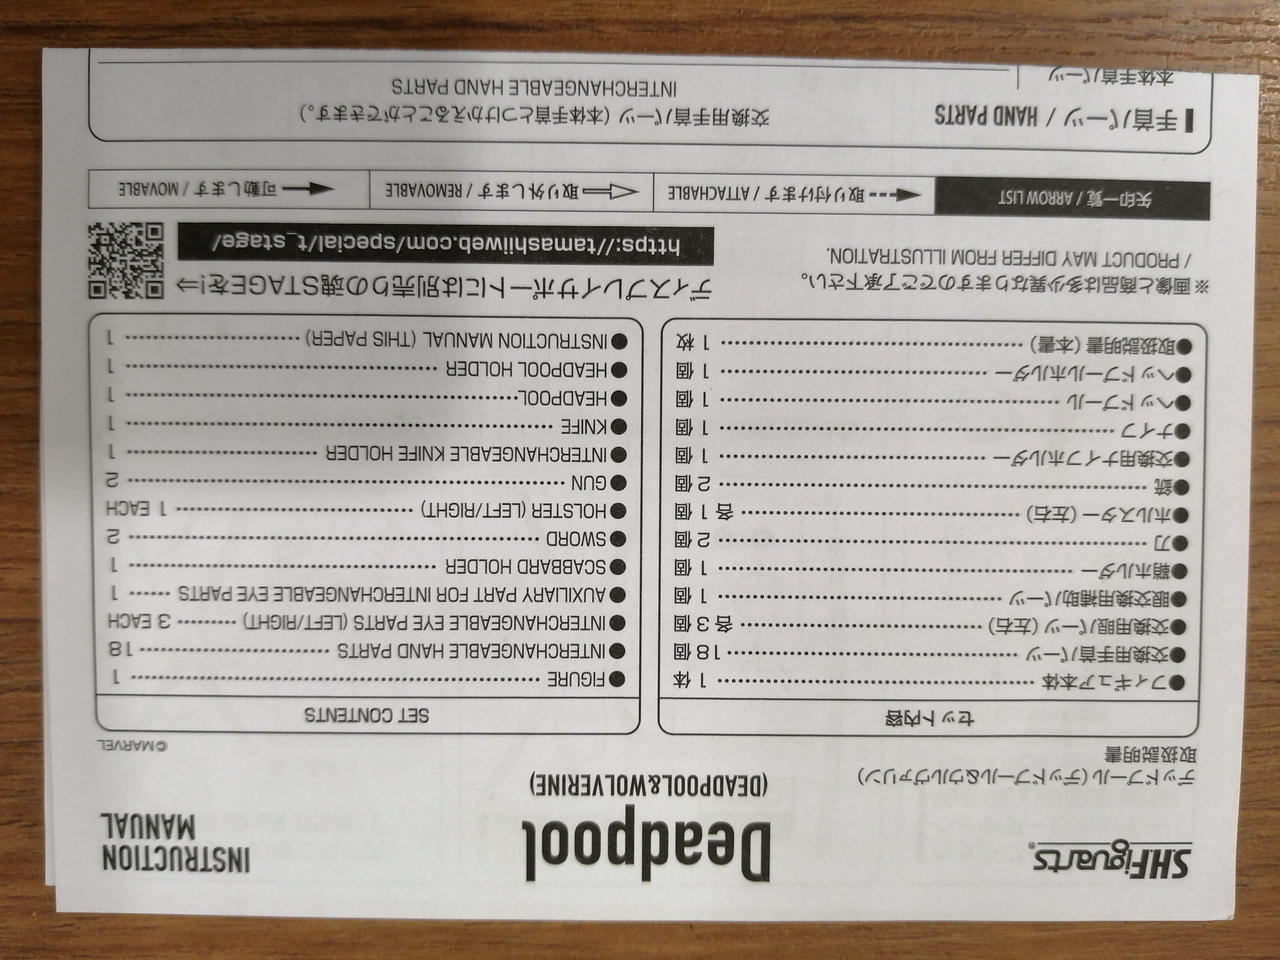 S.H.Figuarts®
Deadpool
(DEADPOOL&WOLVERINE)
INSTRUCTION
MANUAL
デッドプール(デッドプール&ウルヴァリン)
取扱説明書
©MARVEL
セット内容
●フィギュア本体 1 体
●交換用手首パーツ 18 個
●交換用眼パーツ (左右) 各 3 個
●眼交換用補助パーツ 1 個
●鞘ホルダー 1 個
●刀 2 個
●ホルスター (左右) 各 1 個
●銃 2 個
●交換用ナイフホルダー 1 個
●ナイフ 1 個
●ヘッドプール 1 個
●ヘッドプールホルダー 1 個
●取扱説明書 (本書) 1 枚
SET CONTENTS
●FIGURE 1
●INTERCHANGEABLE HAND PARTS 18
●INTERCHANGEABLE EYE PARTS (LEFT/RIGHT) 3 EACH
●AUXILIARY PART FOR INTERCHANGEABLE EYE PARTS 1
●SCABBARD HOLDER 1
●SWORD 2
●HOLSTER (LEFT/RIGHT) 1 EACH
●GUN 2
●INTERCHANGEABLE KNIFE HOLDER 1
●KNIFE 1
●HEADPOOL 1
●HEADPOOL HOLDER 1
●INSTRUCTION MANUAL (THIS PAPER) 1
※画像と商品は多少異なりますのでご了承下さい。
/ PRODUCT MAY DIFFER FROM ILLUSTRATION.
ディスプレイサポートには別売りの魂STAGEを!⇒
https://tamashiiweb.com/special/t_stage/
矢印一覧 / ARROW LIST
取り付けます / ATTACHABLE
取り外します / REMOVABLE
可動します / MOVABLE
手首パーツ / HAND PARTS
交換用手首パーツ (本体手首とつけかえることができます。)
INTERCHANGEABLE HAND PARTS
本体手首パーツ